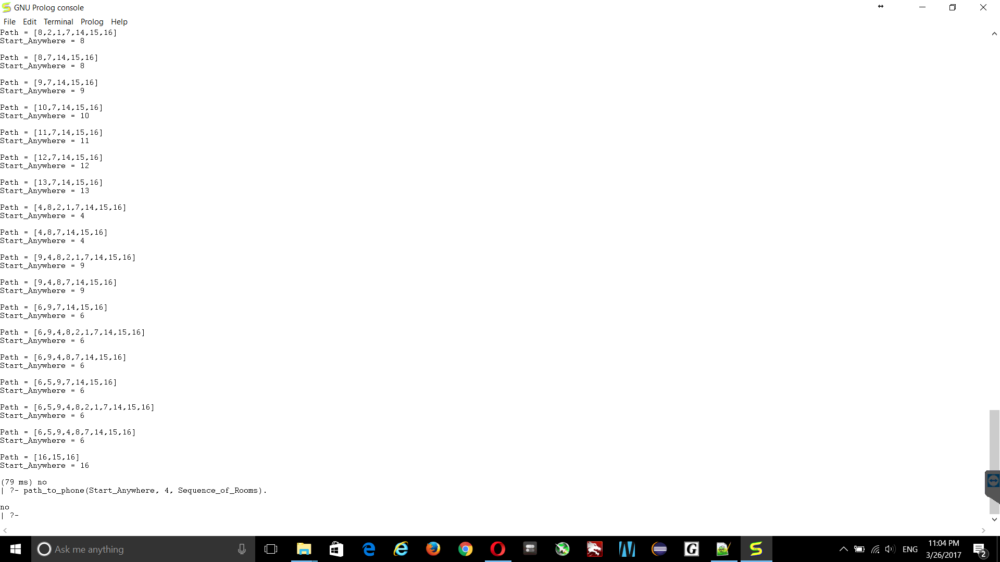 GNU Prolog console
File Edit Terminal Prolog Help
Path = [8,2,1,7,14,15,16]
Start_Anywhere = 8
Path = [8,7,14,15,16]
Start_Anywhere = 8
Path = [9,7,14,15,16]
Start_Anywhere = 9
Path = [10,7,14,15,16]
Start_Anywhere = 10
Path = [11,7,14,15,16]
Start_Anywhere = 11
Path = [12,7,14,15,16]
Start_Anywhere = 12
Path = [13,7,14,15,16]
Start_Anywhere = 13
Path = [4,8,2,1,7,14,15,16]
Start_Anywhere = 4
Path = [4,8,7,14,15,16]
Start_Anywhere = 4
Path = [9,4,8,2,1,7,14,15,16]
Start_Anywhere = 9
Path = [9,4,8,7,14,15,16]
Start_Anywhere = 9
Path = [6,9,7,14,15,16]
Start_Anywhere = 6
Path = [6,9,4,8,2,1,7,14,15,16]
Start_Anywhere = 6
Path = [6,9,4,8,7,14,15,16]
Start_Anywhere = 6
Path = [6,5,9,7,14,15,16]
Start_Anywhere = 6
Path = [6,5,9,4,8,2,1,7,14,15,16]
Start_Anywhere = 6
Path = [6,5,9,4,8,7,14,15,16]
Start_Anywhere = 6
Path = [16,15,16]
Start_Anywhere = 16
(79 ms) no
| ?- path_to_phone(Start_Anywhere, 4, Sequence_of_Rooms).
no
| ?-
Ask me anything
G
ENG
11:04 PM
3/26/2017
2